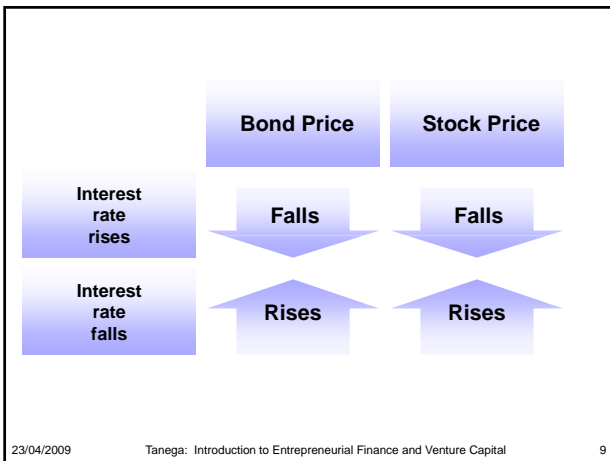 Bond Price
Stock Price
Interest
rate
rises
Falls
Falls
Interest
rate
falls
Rises
Rises
23/04/2009
Tanega: Introduction to Entrepreneurial Finance and Venture Capital
9